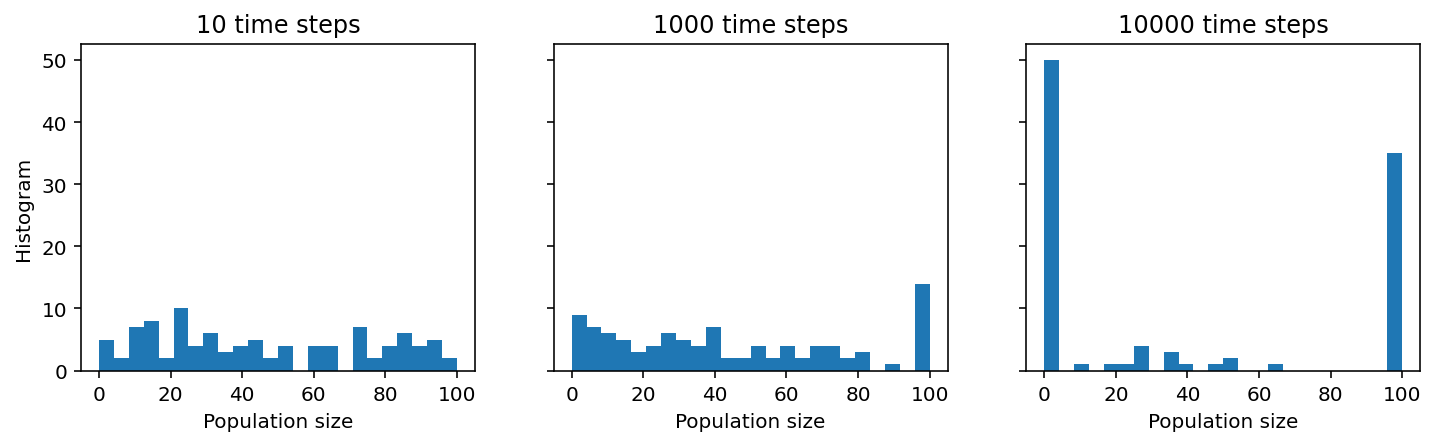 10 time steps
1000 time steps
10000 time steps
Histogram
50
40
30
20
10
0
0 20 40 60 80 100
0 20 40 60 80 100
0 20 40 60 80 100
Population size
Population size
Population size